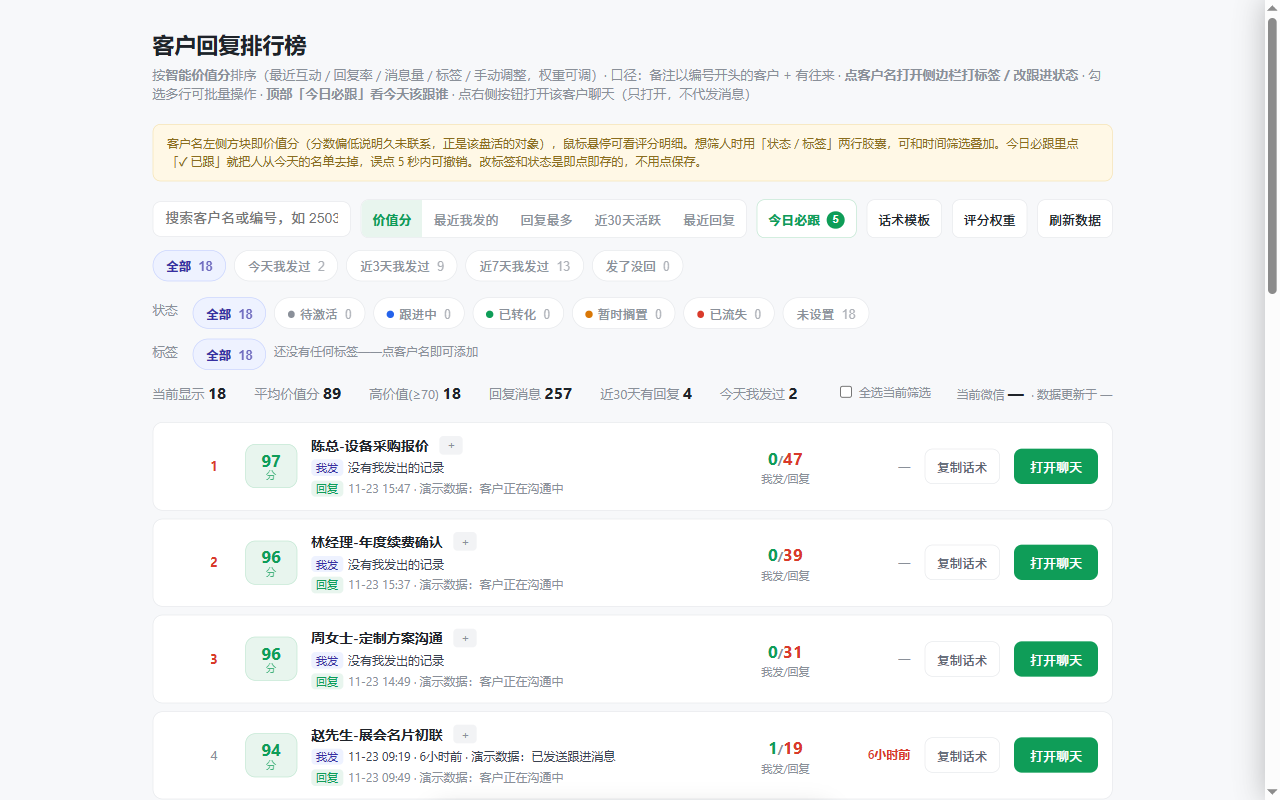 客户回复排行榜
按智能价值分排序（最近互动 / 回复率 / 消息量 / 标签 / 手动调整，权重可调）· 口径：备注以编号开头的客户 + 有往来 · 点客户名打开侧边栏打标签 / 改跟进状态 · 勾
选多行可批量操作 · 顶部「今日必跟」看今天该跟谁 · 点右侧按钮打开该客户聊天（只打开，不代发消息）
客户名左侧方块即价值分（分数偏低说明久未联系，正是该盘活的对象），鼠标悬停可看评分明细。想筛人时用「状态 / 标签」两行胶囊，可和时间筛选叠加。今日必跟里点
「✓ 已跟」就把人从今天的名单去掉，误点 5 秒内可撤销。改标签和状态是即点即存的，不用点保存。
搜索客户名或编号，如 2503 价值分 最近我发的 回复最多 近30天活跃 最近回复 今日必跟 5 话术模板 评分权重 刷新数据
全部 18 今天我发过 2 近3天我发过 9 近7天我发过 13 发了没回 0
状态 全部 18 待激活 0 跟进中 0 已转化 0 暂时搁置 0 已流失 0 未设置 18
标签 全部 18 还没有任何标签——点客户名即可添加
当前显示 18 平均价值分 89 高价值(≥70) 18 回复消息 257 近30天有回复 4 今天我发过 2 全选当前筛选 当前微信 — · 数据更新于 —
陈总-设备采购报价 +
1 97 分 我发 没有我发出的记录 0/47 我发/回复 — 复制话术 打开聊天
回复 11-23 15:47 · 演示数据：客户正在沟通中
林经理-年度续费确认 +
2 96 分 我发 没有我发出的记录 0/39 我发/回复 — 复制话术 打开聊天
回复 11-23 15:37 · 演示数据：客户正在沟通中
周女士-定制方案沟通 +
3 96 分 我发 没有我发出的记录 0/31 我发/回复 — 复制话术 打开聊天
回复 11-23 14:49 · 演示数据：客户正在沟通中
赵先生-展会名片初联 +
4 94 分 我发 11-23 09:19 · 6小时前 · 演示数据：已发送跟进消息 1/19 我发/回复 6小时前 复制话术 打开聊天
回复 11-23 09:49 · 演示数据：客户正在沟通中